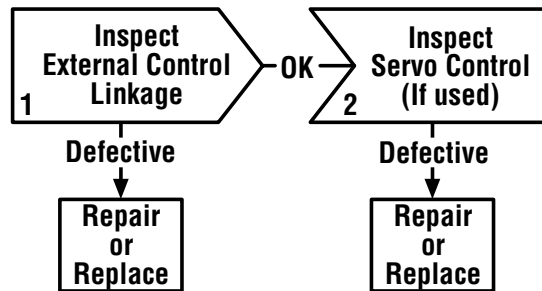 Inspect
External Control
Linkage
1
OK
Inspect
Servo Control
(If used)
2
Defective
Defective
Repair
or
Replace
Repair
or
Replace